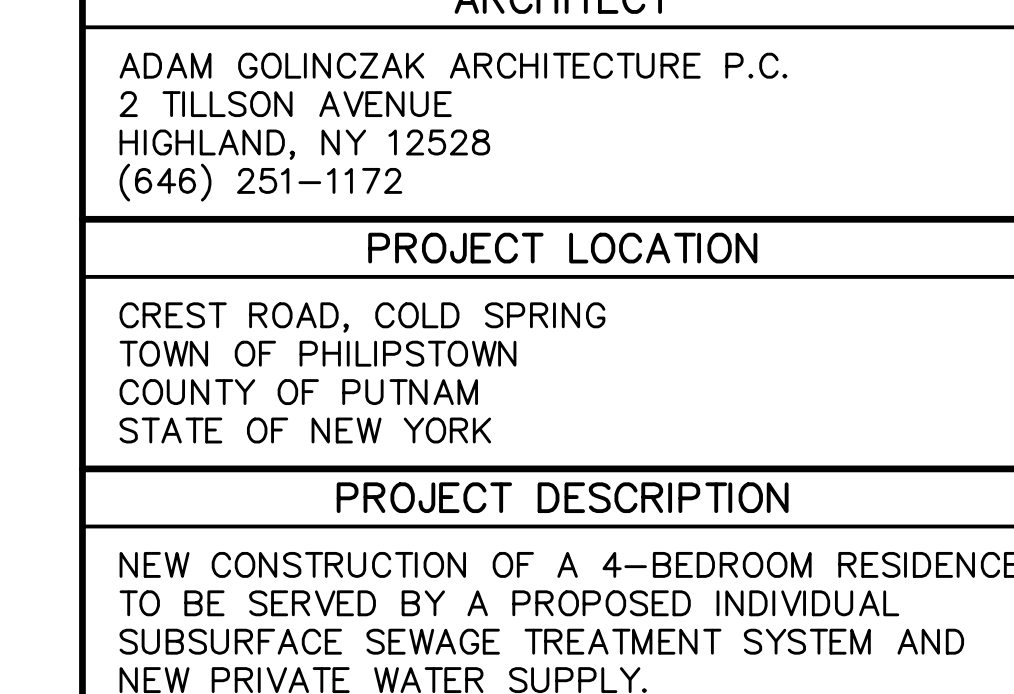 ARCHITECT
ADAM GOLINCZAK ARCHITECTURE P.C.
2 TILLSON AVENUE
HIGHLAND, NY 12528
(646) 251-1172
PROJECT LOCATION
CREST ROAD, COLD SPRING
TOWN OF PHILIPSTOWN
COUNTY OF PUTNAM
STATE OF NEW YORK
PROJECT DESCRIPTION
NEW CONSTRUCTION OF A 4-BEDROOM RESIDENCE
TO BE SERVED BY A PROPOSED INDIVIDUAL
SUBSURFACE SEWAGE TREATMENT SYSTEM AND
NEW PRIVATE WATER SUPPLY.